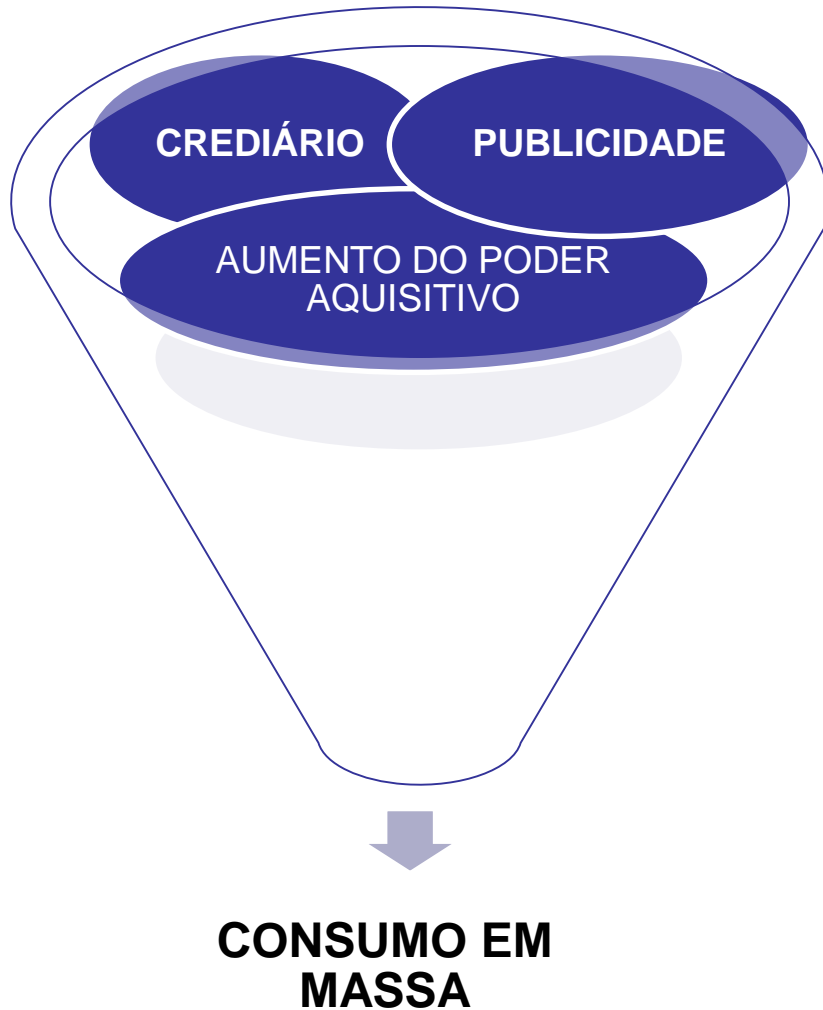 CREDIÁRIO
PUBLICIDADE
AUMENTO DO PODER
AQUISITIVO
CONSUMO EM
MASSA